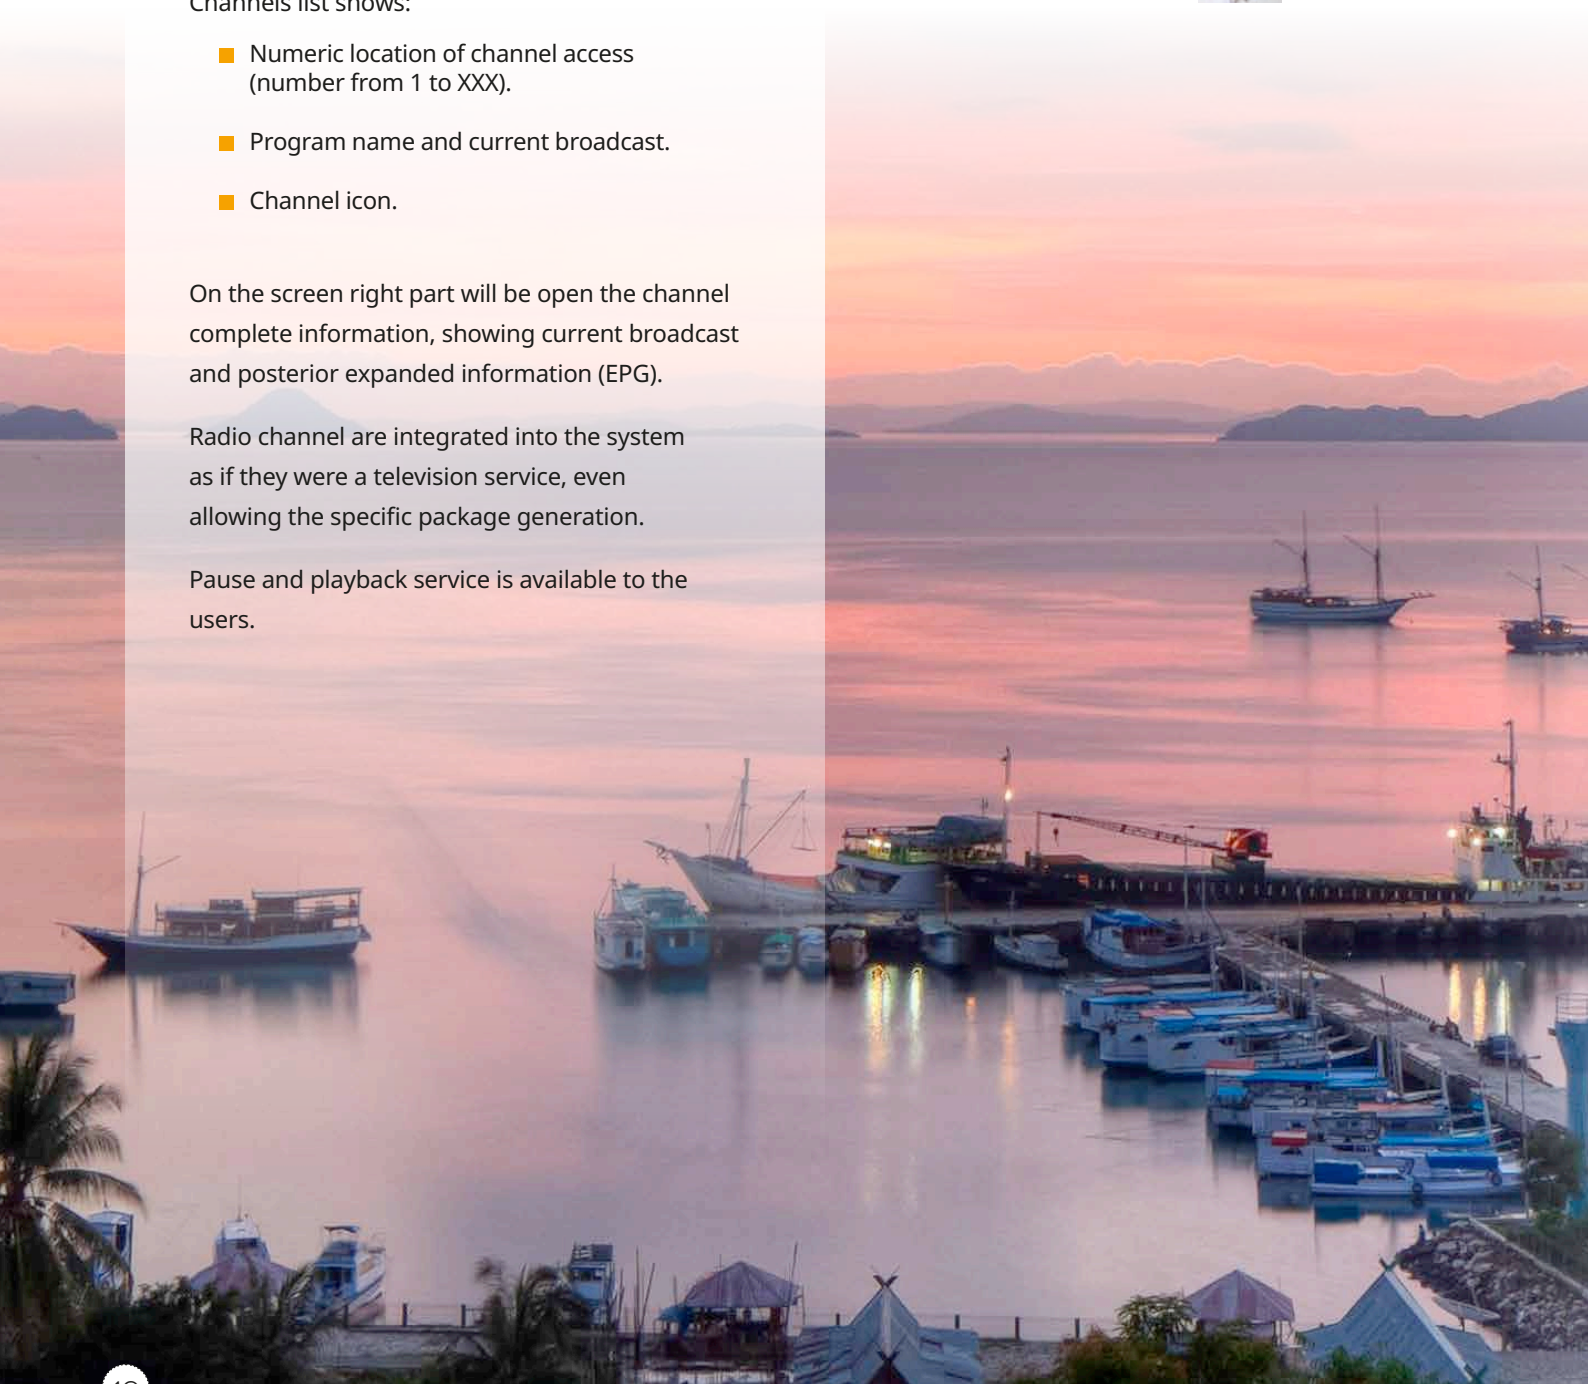 Channels list shows:
Numeric location of channel access
(number from 1 to XXX).
Program name and current broadcast.
Channel icon.
On the screen right part will be open the channel
complete information, showing current broadcast
and posterior expanded information (EPG).
Radio channel are integrated into the system
as if they were a television service, even
allowing the specific package generation.
Pause and playback service is available to the
users.